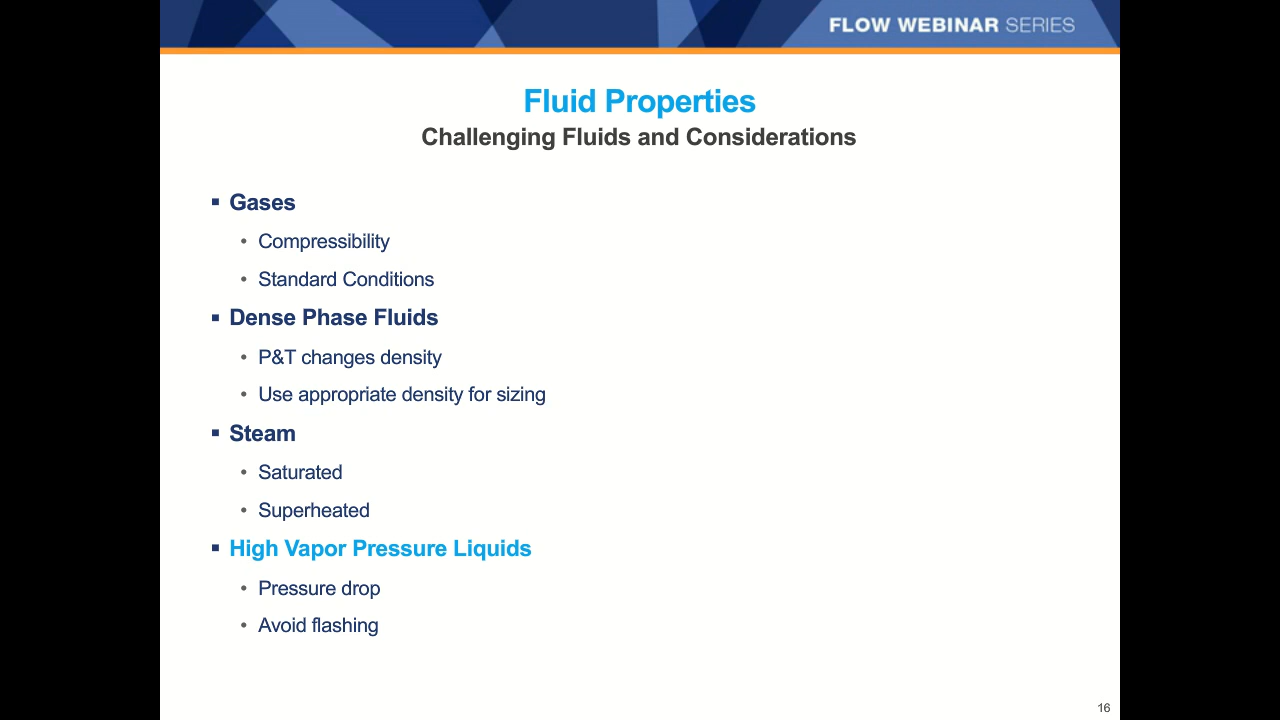 FLOW WEBINAR SERIES
Fluid Properties
Challenging Fluids and Considerations
▪ Gases
• Compressibility
• Standard Conditions
▪ Dense Phase Fluids
• P&T changes density
• Use appropriate density for sizing
▪ Steam
• Saturated
• Superheated
▪ High Vapor Pressure Liquids
• Pressure drop
• Avoid flashing
16